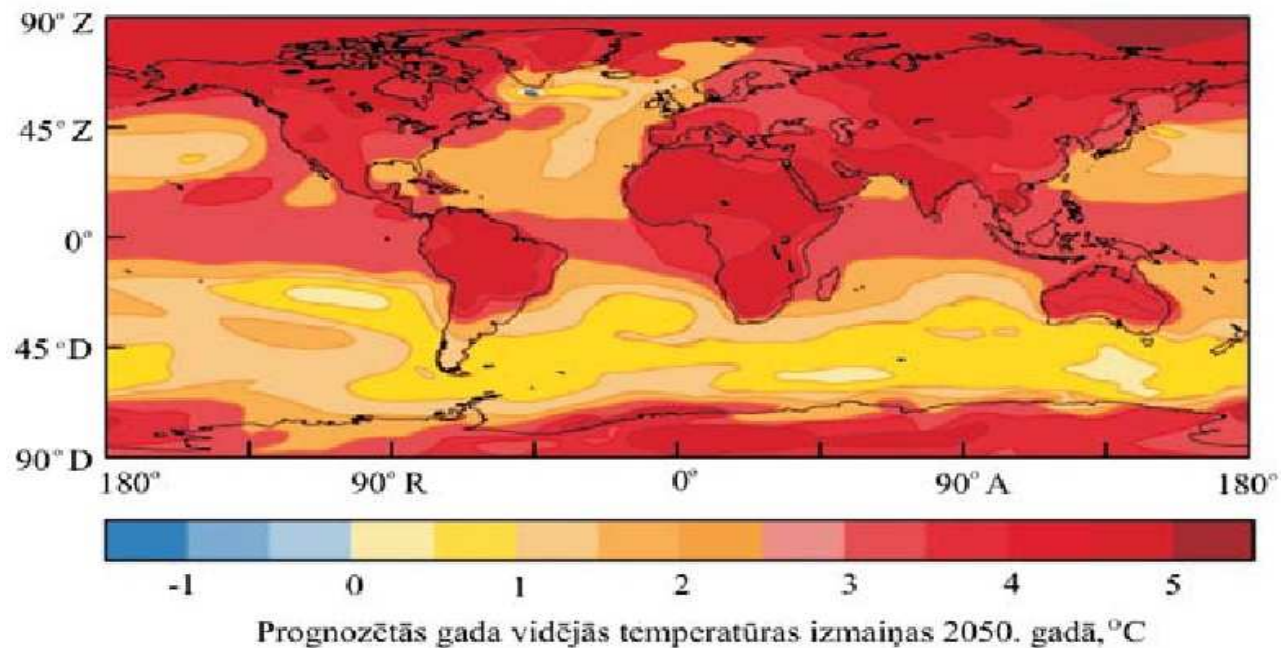 90° Z
45° Z
0°
45° D
90° D
180° 90° R 0° 90° A 180°
-1 0 1 2 3 4 5
Prognozētās gada vidējās temperatūras izmaiņas 2050. gadā, °C